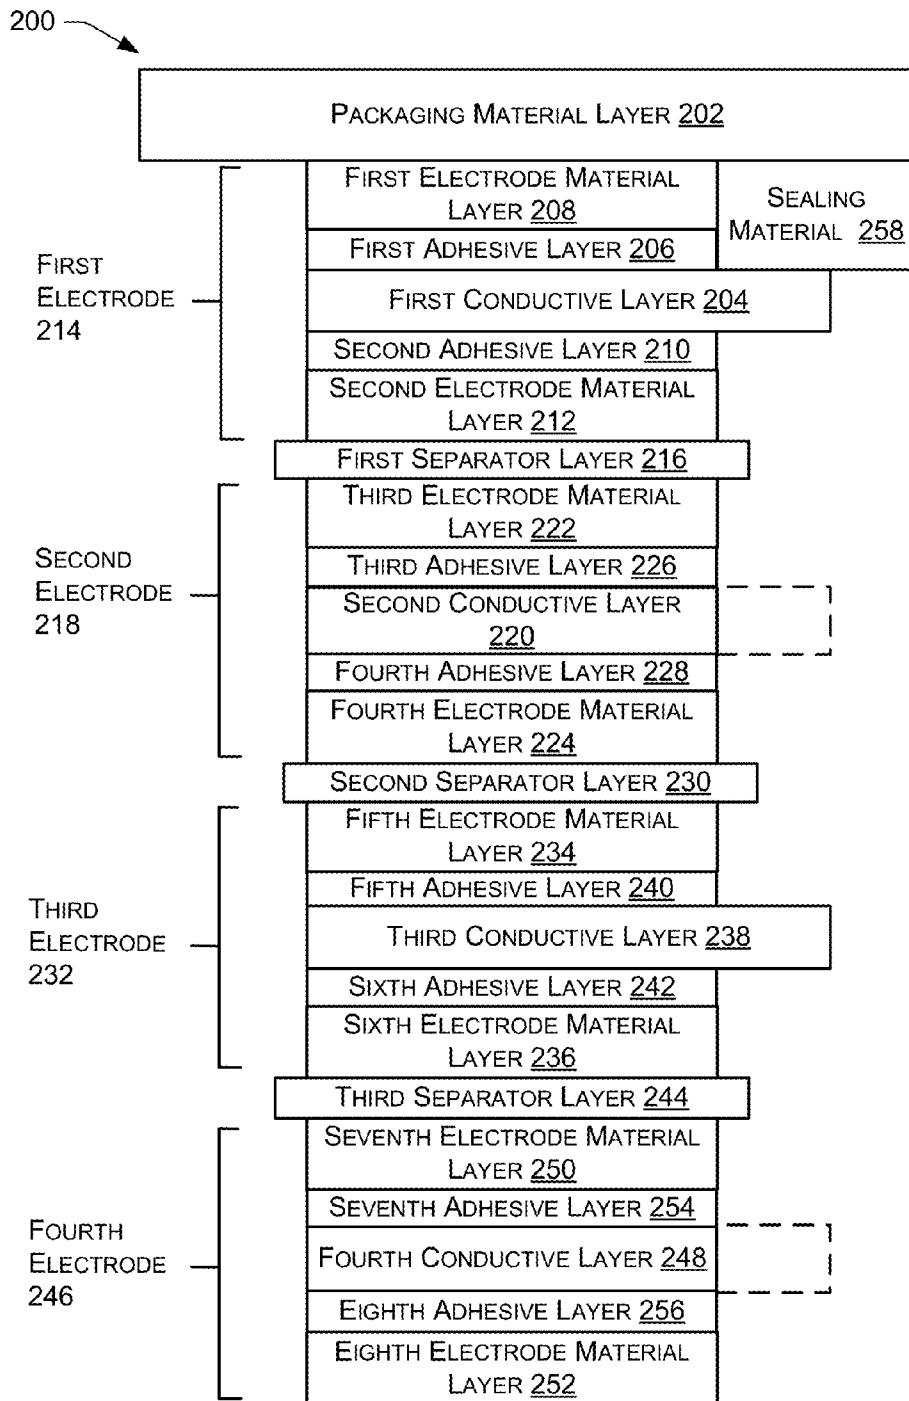 200
PACKAGING MATERIAL LAYER 202
FIRST ELECTRODE MATERIAL
LAYER 208
SEALING
MATERIAL 258
FIRST ADHESIVE LAYER 206
FIRST
ELECTRODE
214
FIRST CONDUCTIVE LAYER 204
SECOND ADHESIVE LAYER 210
SECOND ELECTRODE MATERIAL
LAYER 212
FIRST SEPARATOR LAYER 216
THIRD ELECTRODE MATERIAL
LAYER 222
SECOND
ELECTRODE
218
THIRD ADHESIVE LAYER 226
SECOND CONDUCTIVE LAYER
220
FOURTH ADHESIVE LAYER 228
FOURTH ELECTRODE MATERIAL
LAYER 224
SECOND SEPARATOR LAYER 230
FIFTH ELECTRODE MATERIAL
LAYER 234
FIFTH ADHESIVE LAYER 240
THIRD
ELECTRODE
232
THIRD CONDUCTIVE LAYER 238
SIXTH ADHESIVE LAYER 242
SIXTH ELECTRODE MATERIAL
LAYER 236
THIRD SEPARATOR LAYER 244
SEVENTH ELECTRODE MATERIAL
LAYER 250
SEVENTH ADHESIVE LAYER 254
FOURTH
ELECTRODE
246
FOURTH CONDUCTIVE LAYER 248
EIGHTH ADHESIVE LAYER 256
EIGHTH ELECTRODE MATERIAL
LAYER 252